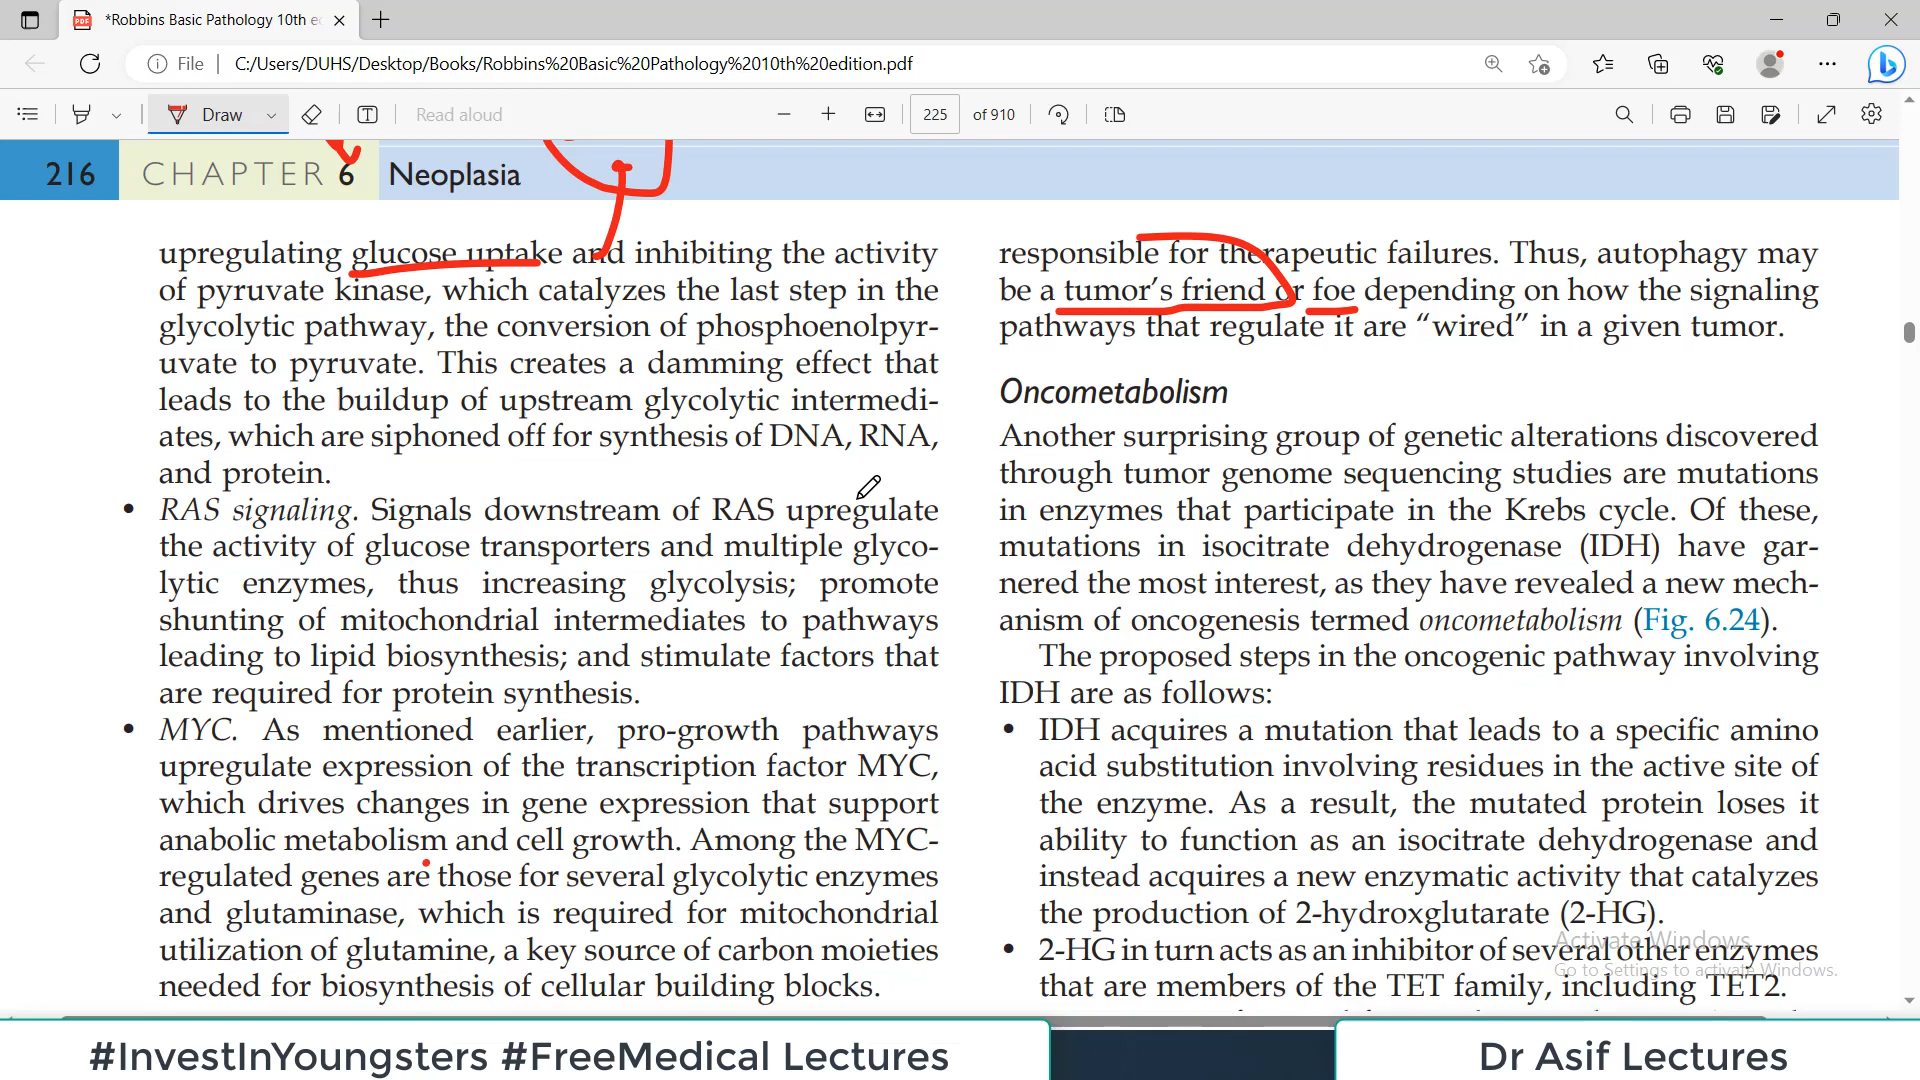 *Robbins Basic Pathology 10th e
File
C:/Users/DUHS/Desktop/Books/Robbins%20Basic%20Pathology%2010th%20edition.pdf
Draw
Read aloud
225 of 910
216 CHAPTER 6 Neoplasia
upregulating glucose uptake and inhibiting the activity
of pyruvate kinase, which catalyzes the last step in the
glycolytic pathway, the conversion of phosphoenolpyr-
uvate to pyruvate. This creates a damming effect that
leads to the buildup of upstream glycolytic intermedi-
ates, which are siphoned off for synthesis of DNA, RNA,
and protein.
• RAS signaling. Signals downstream of RAS upregulate
the activity of glucose transporters and multiple glyco-
lytic enzymes, thus increasing glycolysis; promote
shunting of mitochondrial intermediates to pathways
leading to lipid biosynthesis; and stimulate factors that
are required for protein synthesis.
• MYC. As mentioned earlier, pro-growth pathways
upregulate expression of the transcription factor MYC,
which drives changes in gene expression that support
anabolic metabolism and cell growth. Among the MYC-
regulated genes are those for several glycolytic enzymes
and glutaminase, which is required for mitochondrial
utilization of glutamine, a key source of carbon moieties
needed for biosynthesis of cellular building blocks.
responsible for therapeutic failures. Thus, autophagy may
be a tumor's friend or foe depending on how the signaling
pathways that regulate it are “wired” in a given tumor.
Oncometabolism
Another surprising group of genetic alterations discovered
through tumor genome sequencing studies are mutations
in enzymes that participate in the Krebs cycle. Of these,
mutations in isocitrate dehydrogenase (IDH) have gar-
nered the most interest, as they have revealed a new mech-
anism of oncogenesis termed oncometabolism (Fig. 6.24).
The proposed steps in the oncogenic pathway involving
IDH are as follows:
• IDH acquires a mutation that leads to a specific amino
acid substitution involving residues in the active site of
the enzyme. As a result, the mutated protein loses it
ability to function as an isocitrate dehydrogenase and
instead acquires a new enzymatic activity that catalyzes
the production of 2-hydroxglutarate (2-HG).
• 2-HG in turn acts as an inhibitor of several other enzymes
that are members of the TET family, including TET2.
Activate Windows
Go to Settings to activate Windows.
#InvestInYoungsters #FreeMedical Lectures
Dr Asif Lectures